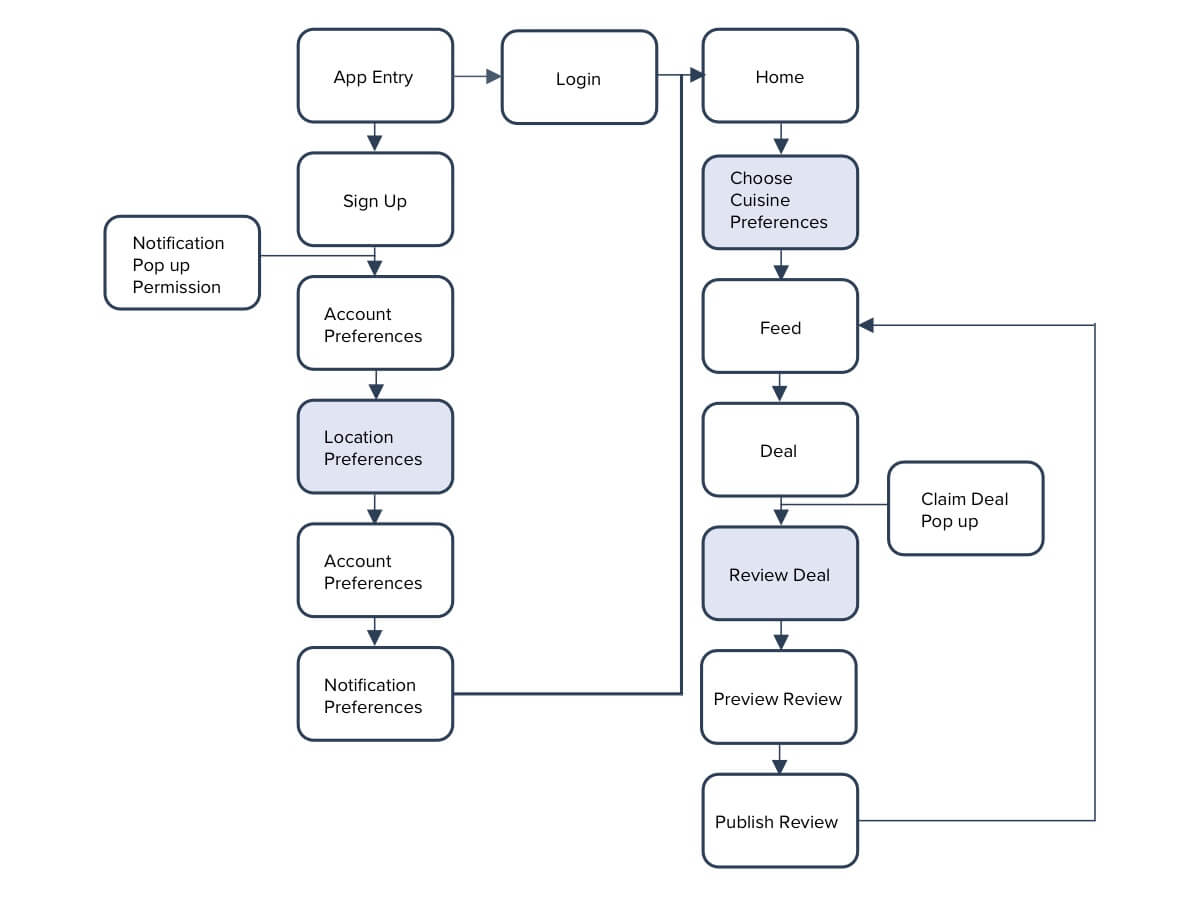 App Entry
Login
Home
Sign Up
Notification
Pop up
Permission
Account
Preferences
Location
Preferences
Account
Preferences
Notification
Preferences
Choose
Cuisine
Preferences
Feed
Deal
Claim Deal
Pop up
Review Deal
Preview Review
Publish Review